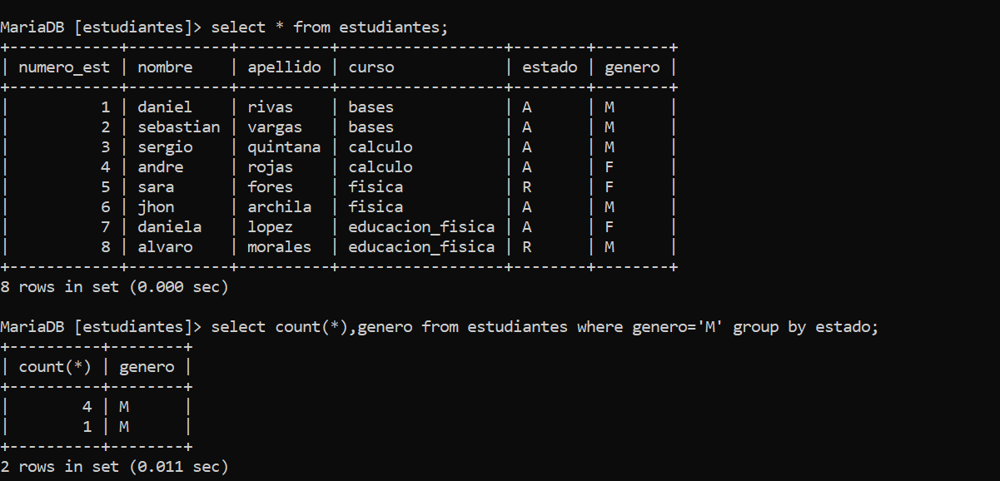 MariaDB [estudiantes]> select * from estudiantes;
+------------+-----------+----------+------------------+--------+--------+
| numero_est | nombre    | apellido | curso            | estado | genero |
+------------+-----------+----------+------------------+--------+--------+
|          1 | daniel    | rivas    | bases            | A      | M      |
|          2 | sebastian | vargas   | bases            | A      | M      |
|          3 | sergio    | quintana | calculo          | A      | M      |
|          4 | andre     | rojas    | calculo          | A      | F      |
|          5 | sara      | fores    | fisica           | R      | F      |
|          6 | jhon      | archila  | fisica           | A      | M      |
|          7 | daniela   | lopez    | educacion_fisica | A      | F      |
|          8 | alvaro    | morales  | educacion_fisica | R      | M      |
+------------+-----------+----------+------------------+--------+--------+
8 rows in set (0.000 sec)
MariaDB [estudiantes]> select count(*),genero from estudiantes where genero='M' group by estado;
+----------+--------+
| count(*) | genero |
+----------+--------+
|        4 | M      |
|        1 | M      |
+----------+--------+
2 rows in set (0.011 sec)